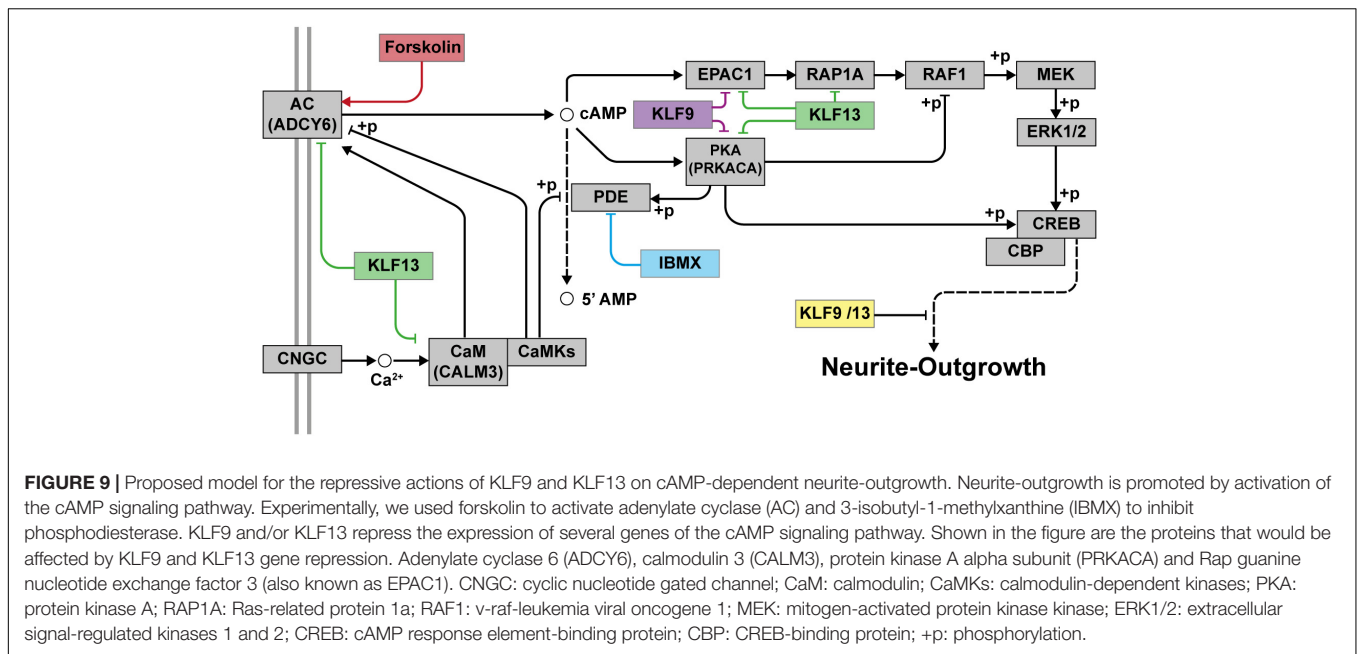 Forskolin
AC
(ADCY6)
+p
cAMP
EPAC1
RAP1A
RAF1
+p
MEK
+p
ERK1/2
+p
KLF9
KLF13
+p
PKA
(PRKACA)
+p
PDE
+p
+p
CREB
CBP
KLF13
IBMX
5' AMP
KLF9 /13
CNGC
Ca2+
CaM
(CALM3)
CaMKs
Neurite-Outgrowth
FIGURE 9 | Proposed model for the repressive actions of KLF9 and KLF13 on cAMP-dependent neurite-outgrowth. Neurite-outgrowth is promoted by activation of
the cAMP signaling pathway. Experimentally, we used forskolin to activate adenylate cyclase (AC) and 3-isobutyl-1-methylxanthine (IBMX) to inhibit
phosphodiesterase. KLF9 and/or KLF13 repress the expression of several genes of the cAMP signaling pathway. Shown in the figure are the proteins that would be
affected by KLF9 and KLF13 gene repression. Adenylate cyclase 6 (ADCY6), calmodulin 3 (CALM3), protein kinase A alpha subunit (PRKACA) and Rap guanine
nucleotide exchange factor 3 (also known as EPAC1). CNGC: cyclic nucleotide gated channel; CaM: calmodulin; CaMKs: calmodulin-dependent kinases; PKA:
protein kinase A; RAP1A: Ras-related protein 1a; RAF1: v-raf-leukemia viral oncogene 1; MEK: mitogen-activated protein kinase kinase; ERK1/2: extracellular
signal-regulated kinases 1 and 2; CREB: cAMP response element-binding protein; CBP: CREB-binding protein; +p: phosphorylation.